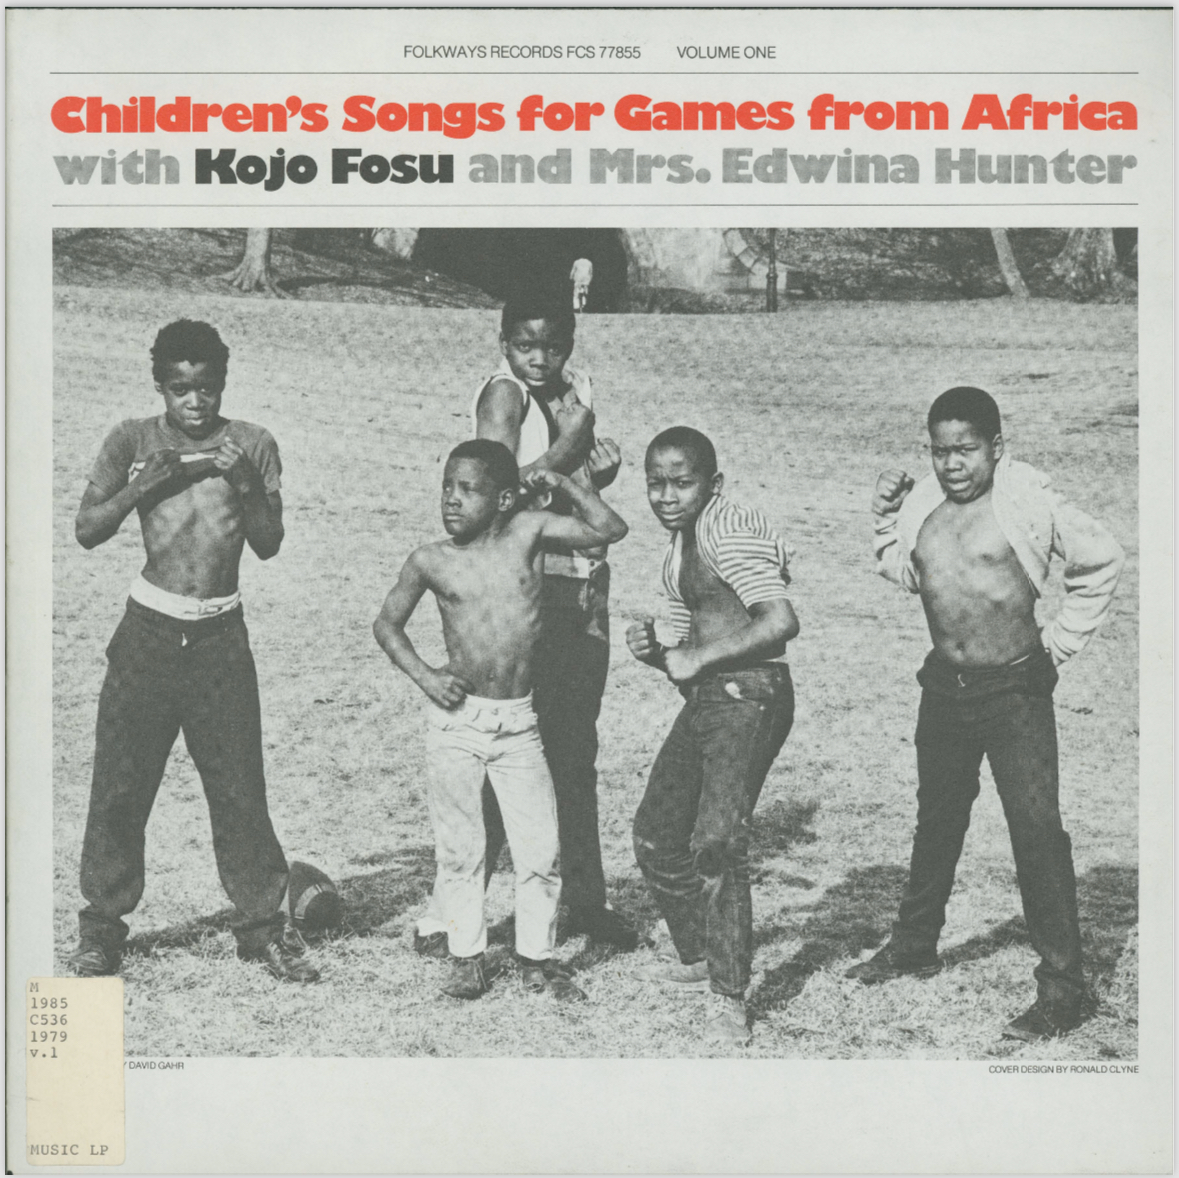 FOLKWAYS RECORDS FCS 77855 VOLUME ONE
Children's Songs for Games from Africa
with Kojo Fosu and Mrs. Edwina Hunter
M
1985
C536
1979
v.1
MUSIC LP
DAVID GAHR
COVER DESIGN BY RONALD CLYNE